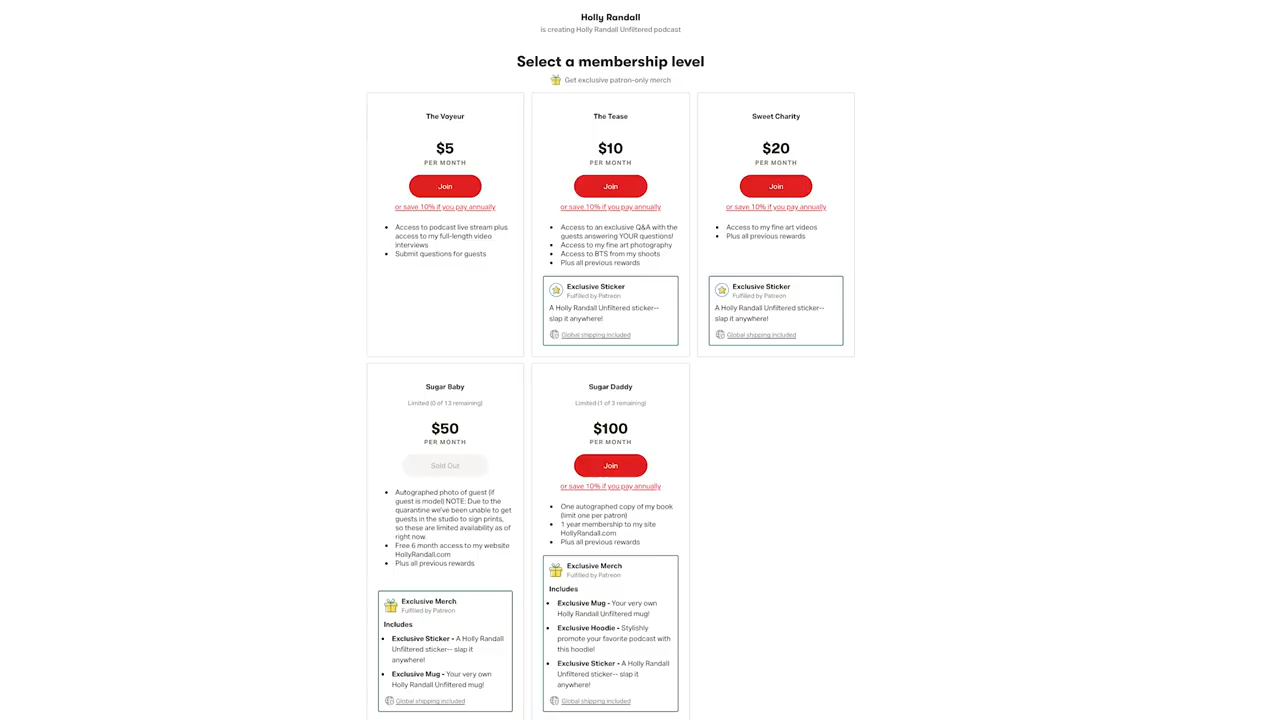 Holly Randall
is creating Holly Randall Unfiltered podcast
Select a membership level
Get exclusive patron-only merch
The Voyeur
$5
PER MONTH
Join
or save 10% if you pay annually
Access to podcast live stream plus
access to my full-length video
interviews
Submit questions for guests
The Tease
$10
PER MONTH
Join
or save 10% if you pay annually
Access to an exclusive Q&A with the
guests answering YOUR questions!
Access to my fine art photography
Access to BTS from my shoots
Plus all previous rewards
Exclusive Sticker
Fulfilled by Patreon
A Holly Randall Unfiltered sticker--
slap it anywhere!
Global shipping included
Sweet Charity
$20
PER MONTH
Join
or save 10% if you pay annually
Access to my fine art videos
Plus all previous rewards
Exclusive Sticker
Fulfilled by Patreon
A Holly Randall Unfiltered sticker--
slap it anywhere!
Global shipping included
Sugar Baby
Limited (0 of 13 remaining)
$50
PER MONTH
Sold Out
Autographed photo of guest (if
guest is model) NOTE: Due to the
quarantine we've been unable to get
guests in the studio to sign prints,
so these are limited availability as of
right now.
Free 6 month access to my website
HollyRandall.com
Plus all previous rewards
Exclusive Merch
Fulfilled by Patreon
Includes
Exclusive Sticker - A Holly Randall
Unfiltered sticker-- slap it
anywhere!
Exclusive Mug - Your very own
Holly Randall Unfiltered mug!
Global shipping included
Sugar Daddy
Limited (1 of 3 remaining)
$100
PER MONTH
Join
or save 10% if you pay annually
One autographed copy of my book
(limit one per patron)
1 year membership to my site
HollyRandall.com
Plus all previous rewards
Exclusive Merch
Fulfilled by Patreon
Includes
Exclusive Mug - Your very own
Holly Randall Unfiltered mug!
Exclusive Hoodie - Stylishly
promote your favorite podcast with
this hoodie!
Exclusive Sticker - A Holly Randall
Unfiltered sticker-- slap it
anywhere!
Global shipping included